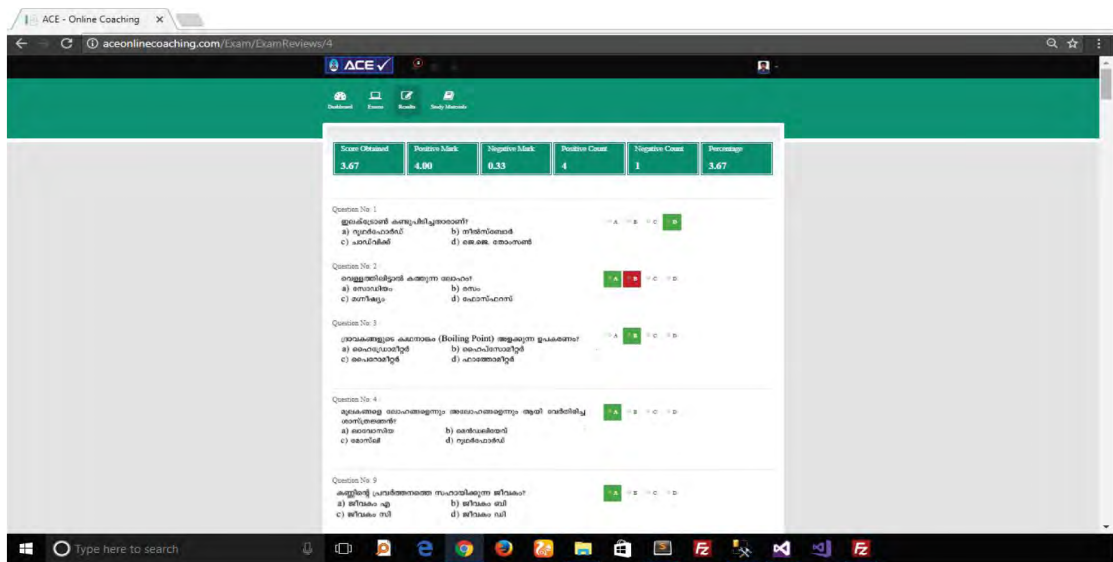 ACE - Online Coaching
aceonlinecoaching.com/Exam/ExamReviews/4
ACE
Dashboard Exams Results Study Materials
Score Obtained Positive Mark Negative Mark Positive Count Negative Count Percentage
3.67 4.00 0.33 4 1 3.67
Question No: 1
ഇലക്ട്രോൺ കണ്ടുപിടിച്ചതാരാണ്?
A B C D
a) റുഥർഫോർഡ് b) നീൽസ്ബോർ
c) ചാഡ്‌വിക്ക് d) ജെ.ജെ. തോംസൺ
Question No: 2
വെള്ളത്തിലിട്ടാൽ കത്തുന്ന ലോഹം?
A B C D
a) സോഡിയം b) രസം
c) മഗ്നീഷ്യം d) ഫോസ്ഫറസ്
Question No: 3
ദ്രാവകങ്ങളുടെ ക്വഥനാങ്കം (Boiling Point) അളക്കുന്ന ഉപകരണം?
A B C D
a) ഹൈഡ്രോമീറ്റർ b) ഹൈപ്സോമീറ്റർ
c) പൈറോമീറ്റർ d) ഫാത്തോമീറ്റർ
Question No: 4
മൂലകങ്ങളെ ലോഹങ്ങളെന്നും അലോഹങ്ങളെന്നും ആയി വേർതിരിച്ച
A B C D
ശാസ്ത്രജ്ഞൻ?
a) ലാവോസിയ b) മെൻഡലിയേവ്
c) മോസ്‌ലി d) റുഥർഫോർഡ്
Question No: 9
കണ്ണിന്റെ പ്രവർത്തനത്തെ സഹായിക്കുന്ന ജീവകം?
A B C D
a) ജീവകം എ b) ജീവകം ബി
c) ജീവകം സി d) ജീവകം ഡി
Type here to search